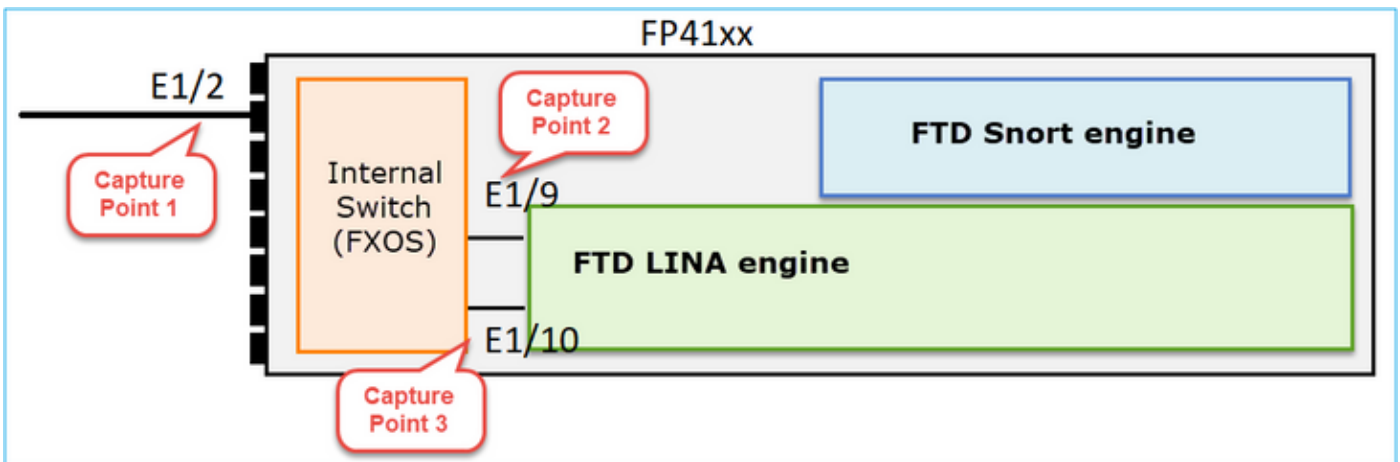 FP41xx
E1/2
Capture
Point 1
Internal
Switch
(FXOS)
Capture
Point 2
E1/9
E1/10
Capture
Point 3
FTD Snort engine
FTD LINA engine